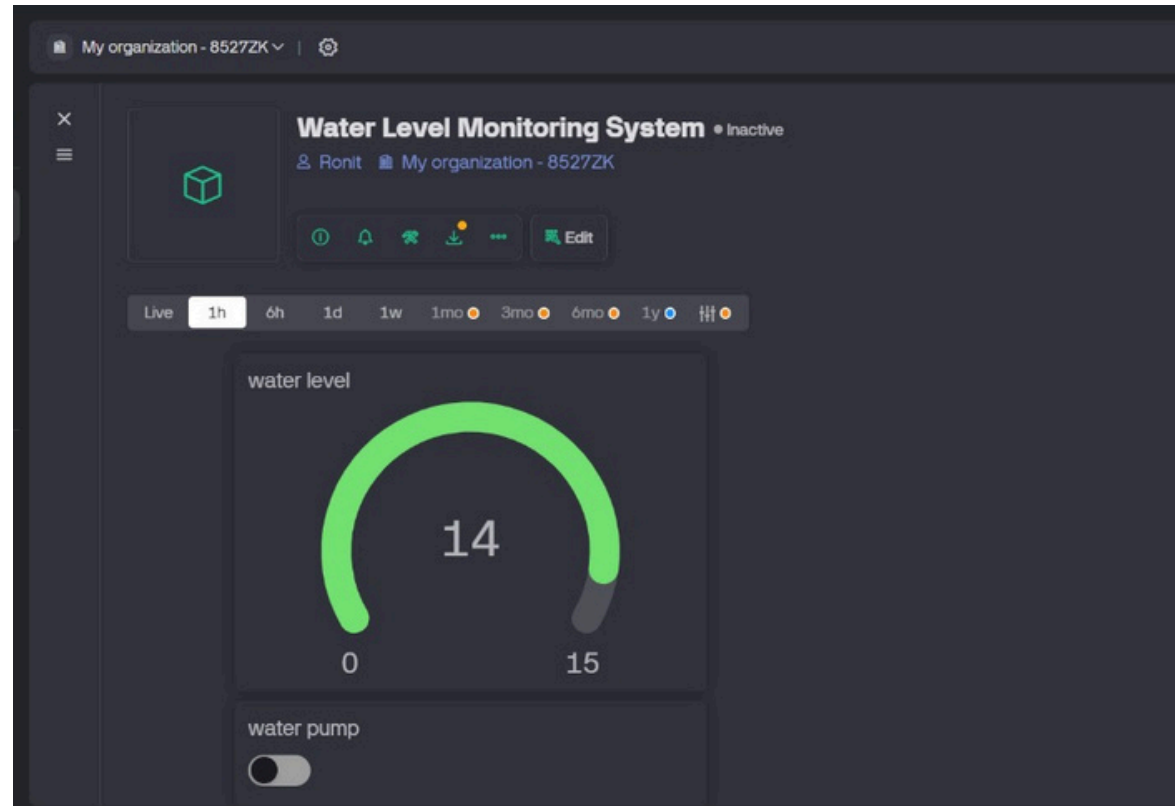 My organization - 8527ZK
Water Level Monitoring System Inactive
Ronit My organization - 8527ZK
Edit
Live 1h 6h 1d 1w 1mo 3mo 6mo 1y
water level
14
0 15
water pump